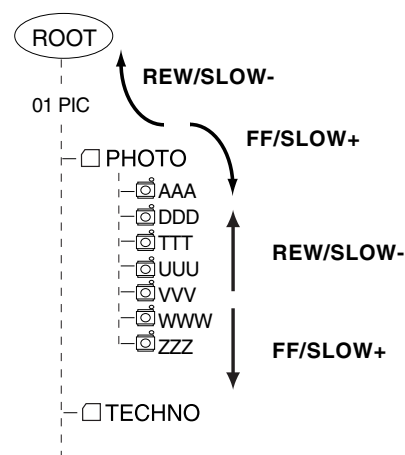 ROOT
REW/SLOW-
01 PIC
FF/SLOW+
PHOTO
AAA
DDD
TTT
REW/SLOW-
UUU
VVV
WWW
ZZZ
FF/SLOW+
TECHNO